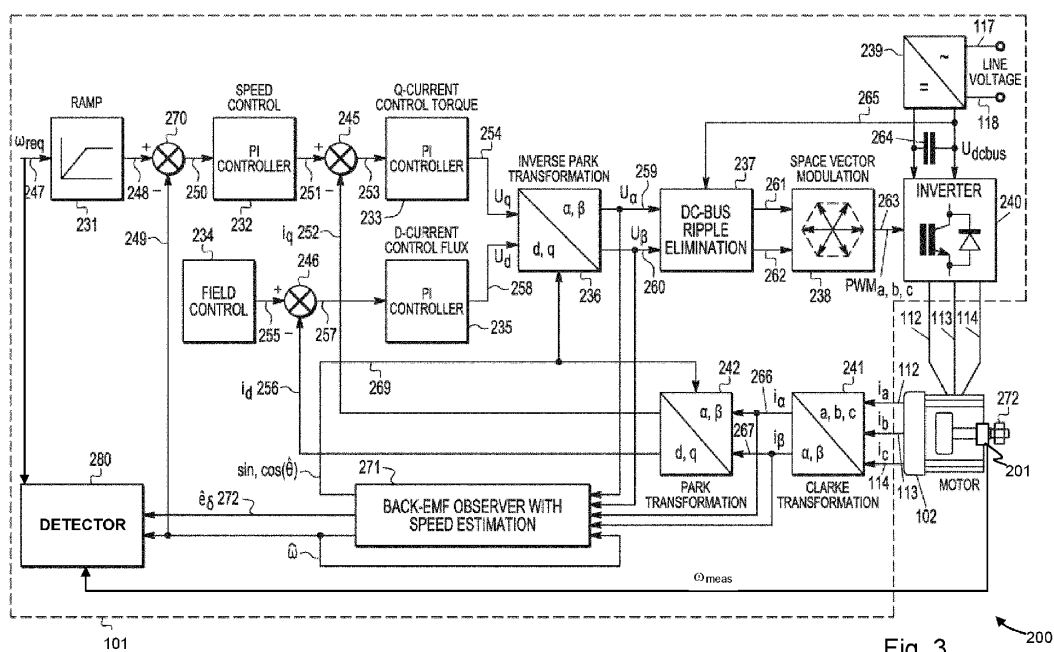 117
239
LINE
VOLTAGE
118
265
264
Udcbus
RAMP
SPEED
CONTROL
Q-CURRENT
CONTROL TORQUE
270
245
254
ωreq
247
248
+
-
250
PI
CONTROLLER
251
+
-
253
PI
CONTROLLER
231
232
233
249
INVERSE PARK
TRANSFORMATION
Uq
Ud
α, β
d, q
236
Uα
259
Uβ
260
237
DC-BUS
RIPPLE
ELIMINATION
261
262
SPACE VECTOR
MODULATION
238
263
PWMa, b, c
INVERTER
240
iq 252
234
FIELD
CONTROL
246
+
255
-
257
D-CURRENT
CONTROL FLUX
PI
CONTROLLER
258
235
112
113
114
id 256
269
242
266
241
α, β
d, q
iα
iβ
267
a, b, c
α, β
ia
112
ib
ic
114
113
272
201
MOTOR
102
PARK
TRANSFORMATION
CLARKE TRANSFORMATION
sin, cos(θ̂)
280
DETECTOR
êδ 272
271
BACK-EMF OBSERVER WITH
SPEED ESTIMATION
ω̂
ωmeas
101
200
Fig. 3